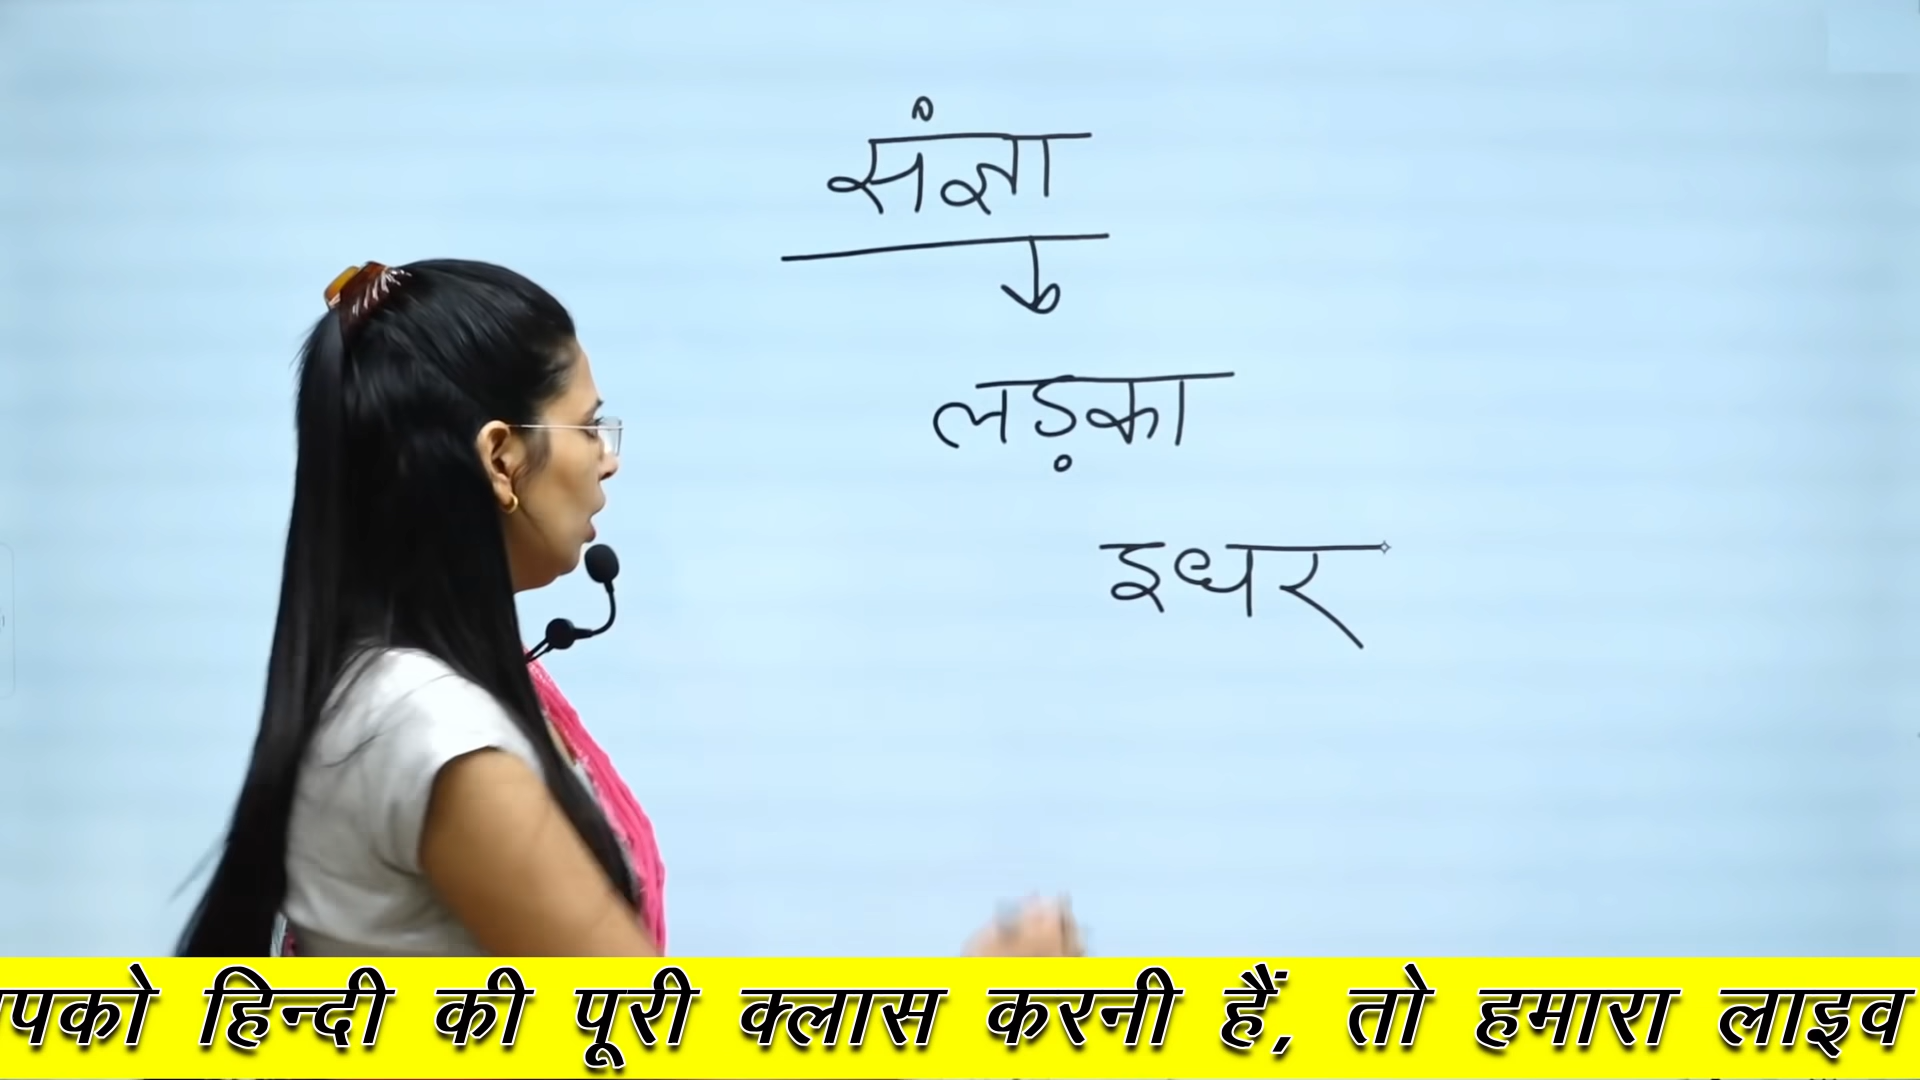 संज्ञा
लड़का
इधर
पको हिन्दी की पूरी क्लास करनी हैं, तो हमारा लाइव